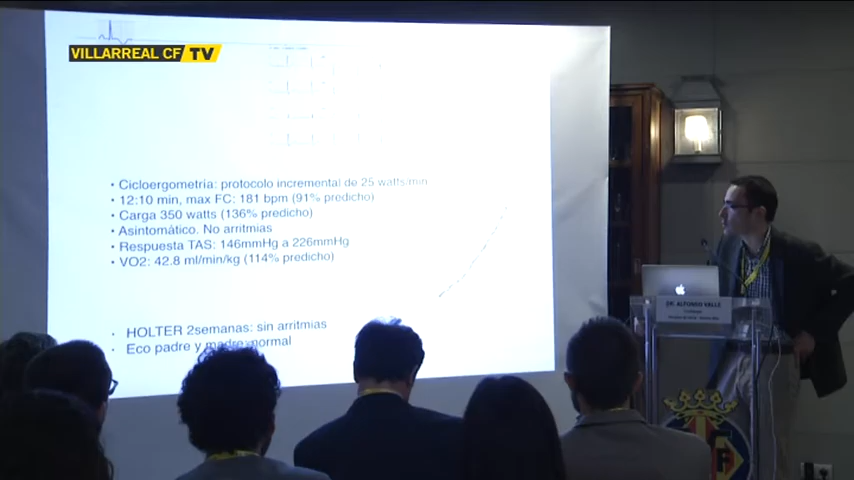 VILLARREAL CF TV
• Cicloergometría: protocolo incremental de 25 watts/min
• 12:10 min, max FC: 181 bpm (91% predicho)
• Carga 350 watts (136% predicho)
• Asintomático. No arritmias
• Respuesta TAS: 146mmHg a 226mmHg
• VO2: 42.8 ml/min/kg (114% predicho)
• HOLTER 2semanas: sin arritmias
• Eco padre y madre normal
DR. ALFONSO VALLE